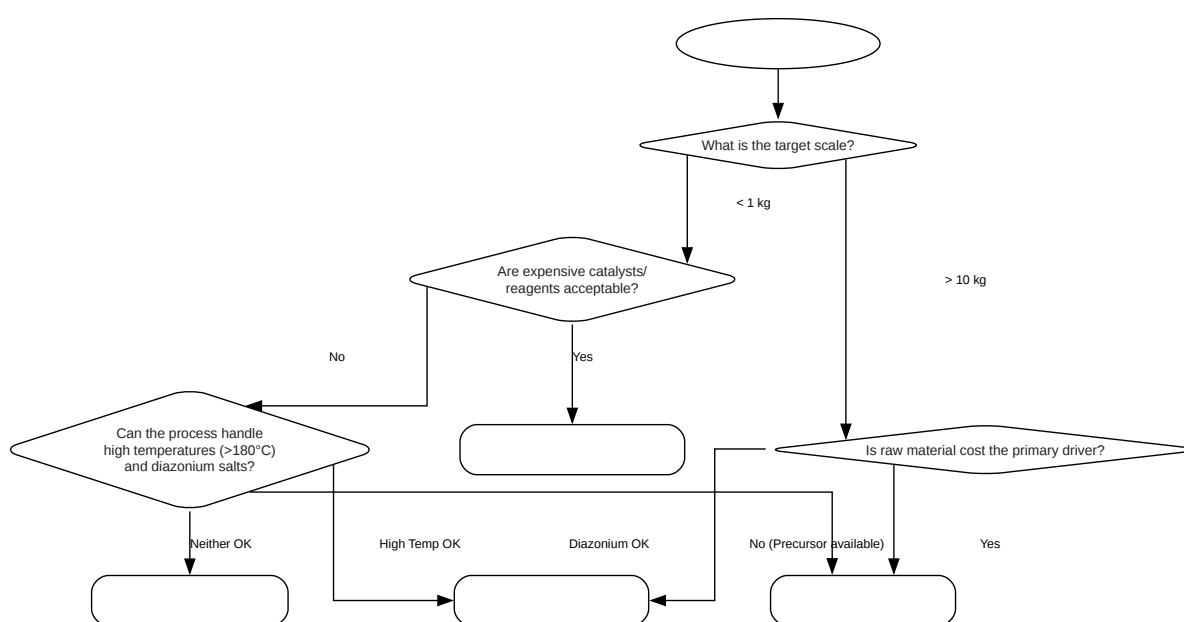 What is the target scale?
< 1 kg
Are expensive catalysts/
reagents acceptable?
> 10 kg
No
Yes
Can the process handle
high temperatures (>180°C)
and diazonium salts?
Is raw material cost the primary driver?
Neither OK
High Temp OK
Diazonium OK
No (Precursor available)
Yes